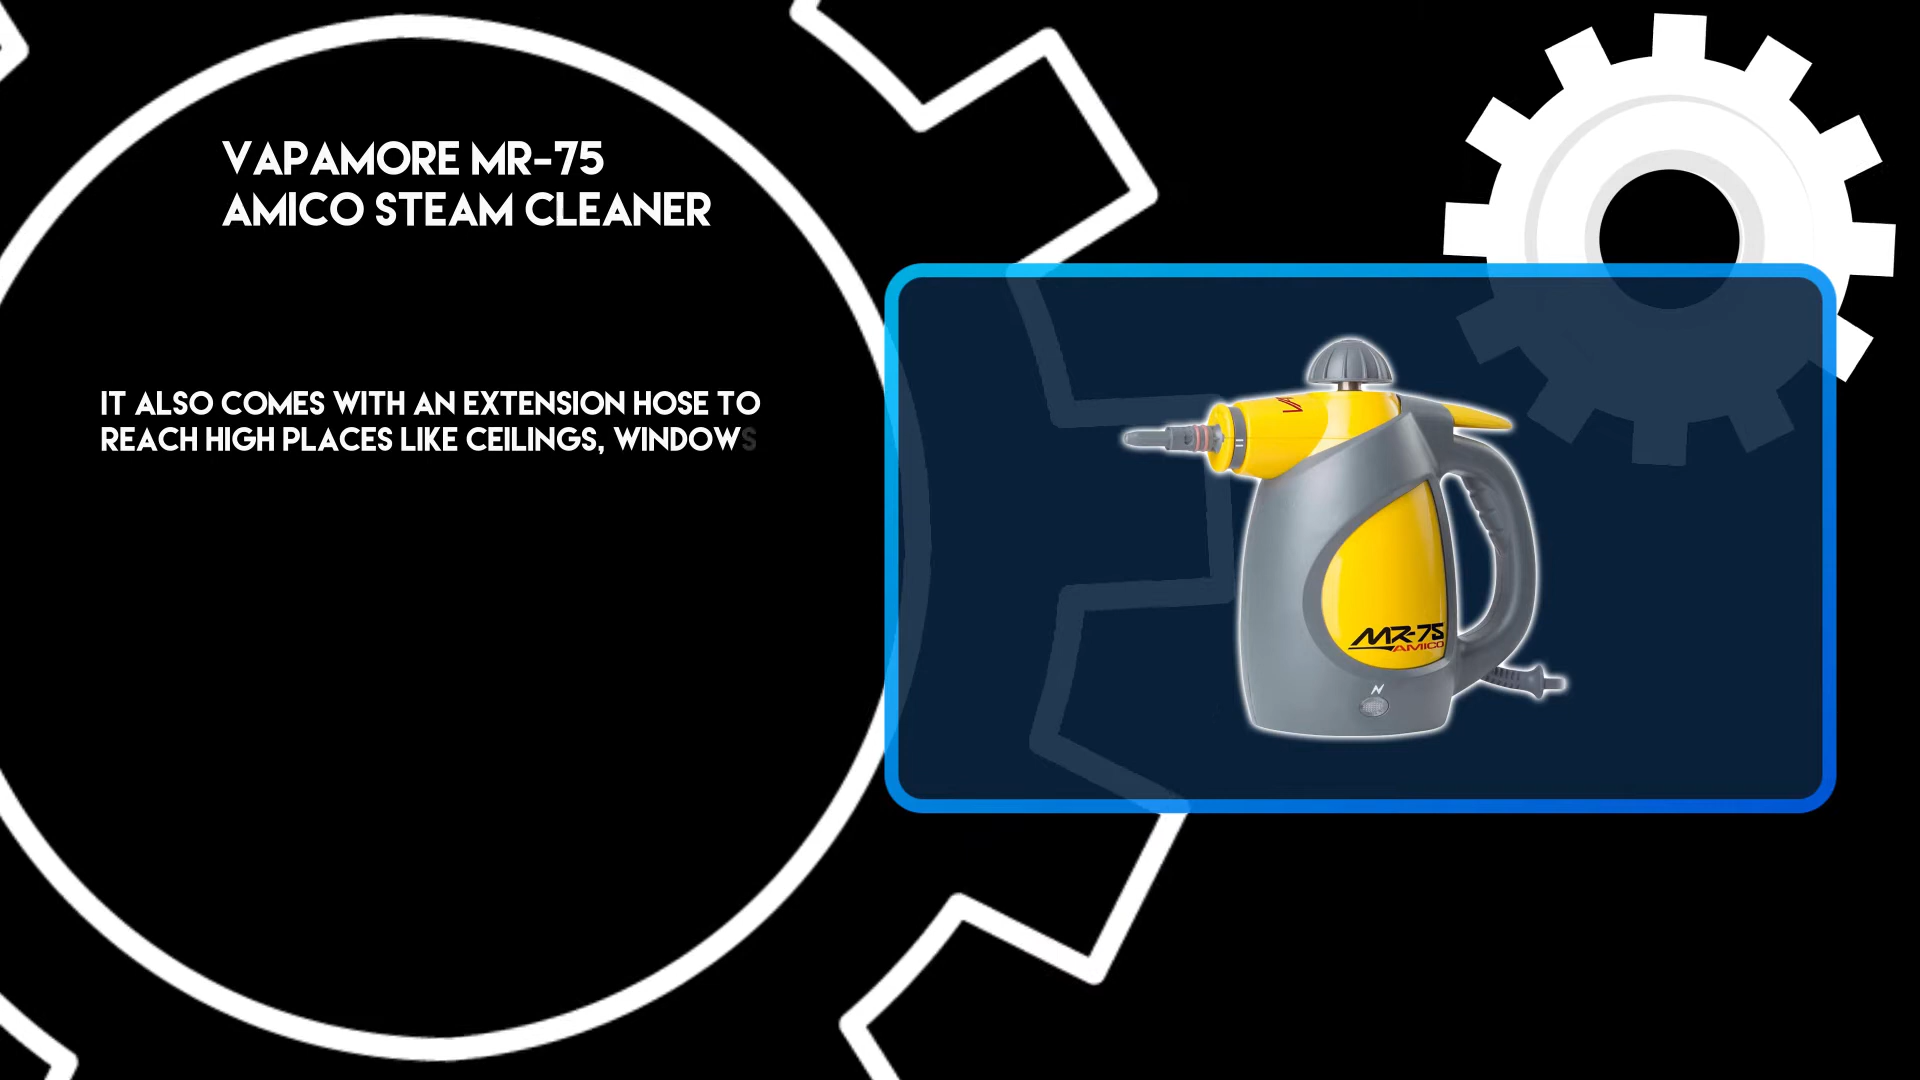 VAPAMORE MR-75
AMICO STEAM CLEANER
IT ALSO COMES WITH AN EXTENSION HOSE TO
REACH HIGH PLACES LIKE CEILINGS, WINDOWS
MR-75
AMICO